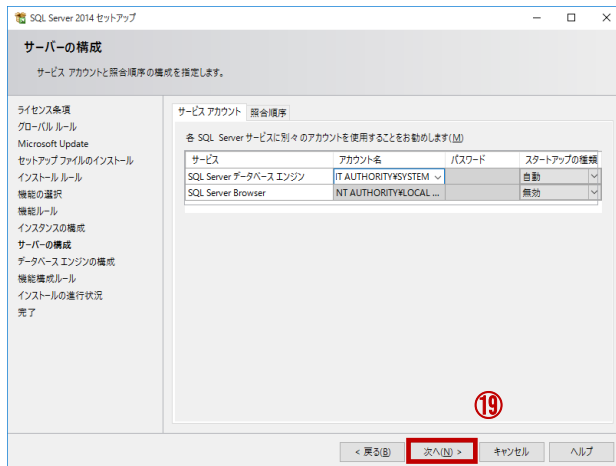 SQL Server 2014 セットアップ
サーバーの構成
サービス アカウントと照合順序の構成を指定します。
ライセンス条項
グローバル ルール
Microsoft Update
セットアップ ファイルのインストール
インストール ルール
機能の選択
機能ルール
インスタンスの構成
サーバーの構成
データベース エンジンの構成
機能構成ルール
インストールの進行状況
完了
サービス アカウント 照合順序
各 SQL Server サービスに別々のアカウントを使用することをお勧めします(M)
サービス アカウント名 パスワード スタートアップの種類
SQL Server データベース エンジン IT AUTHORITY¥SYSTEM 自動
SQL Server Browser NT AUTHORITY¥LOCAL ... 無効
⑲
< 戻る(B) 次へ(N) > キャンセル ヘルプ